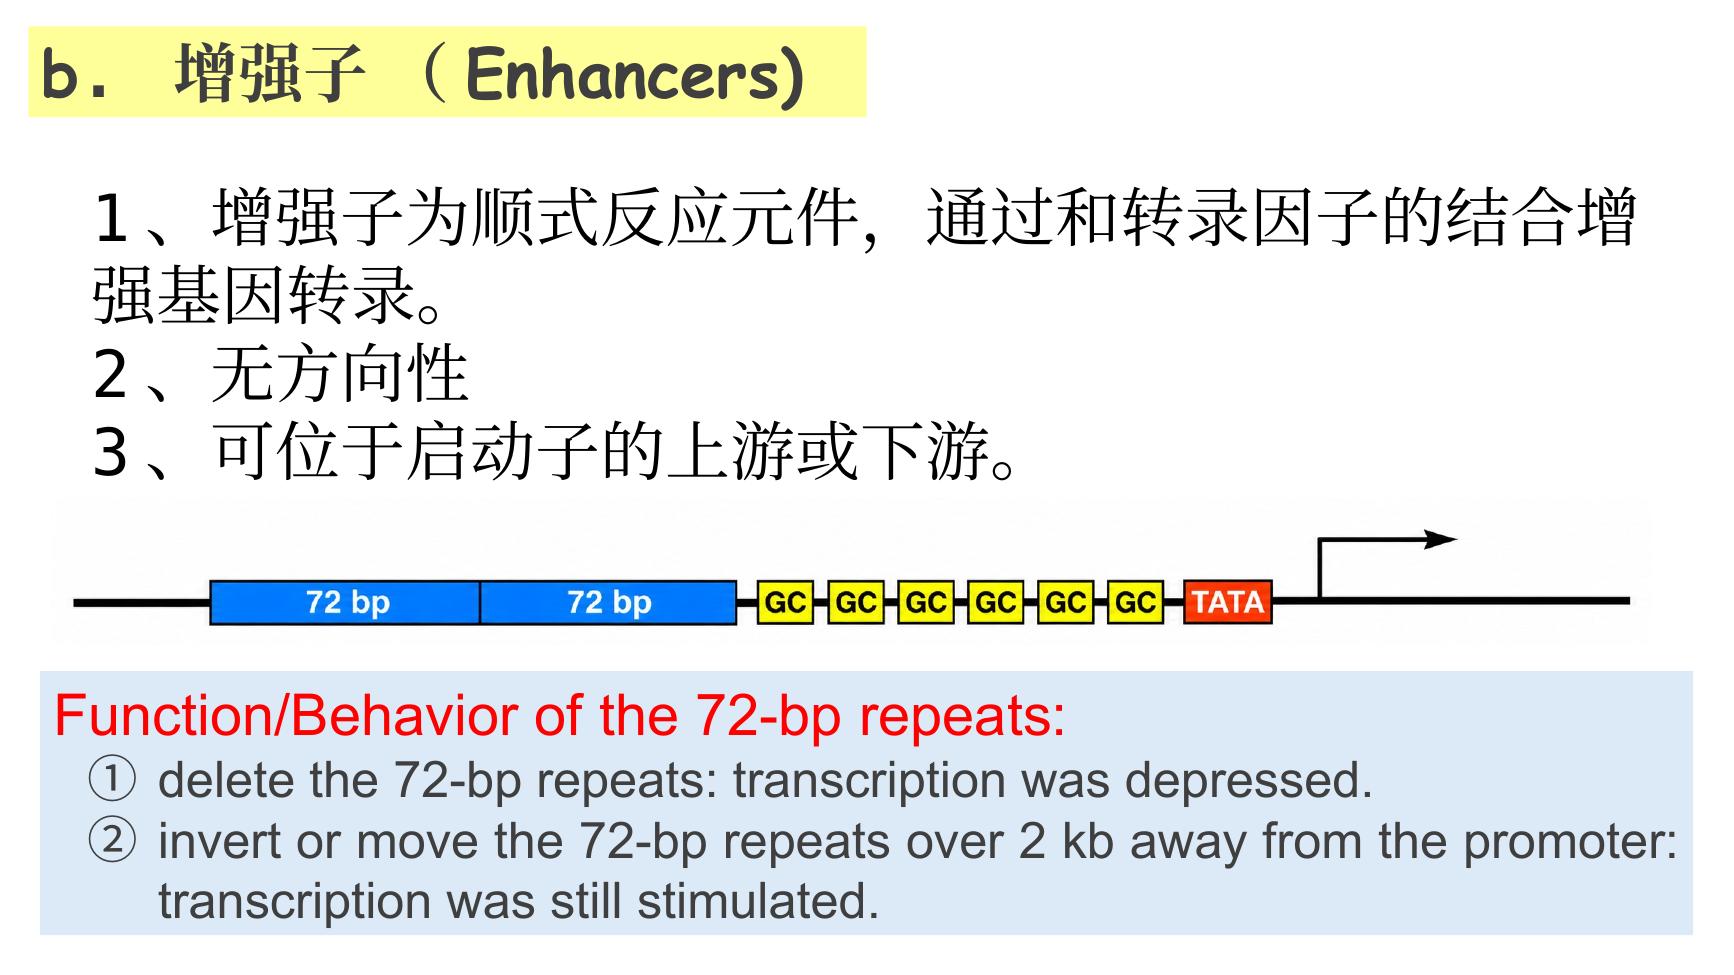 b. 增强子 （Enhancers)
1、增强子为顺式反应元件，通过和转录因子的结合增
强基因转录。
2、无方向性
3、可位于启动子的上游或下游。
72 bp 72 bp GC GC GC GC GC GC TATA
Function/Behavior of the 72-bp repeats:
① delete the 72-bp repeats: transcription was depressed.
② invert or move the 72-bp repeats over 2 kb away from the promoter:
transcription was still stimulated.